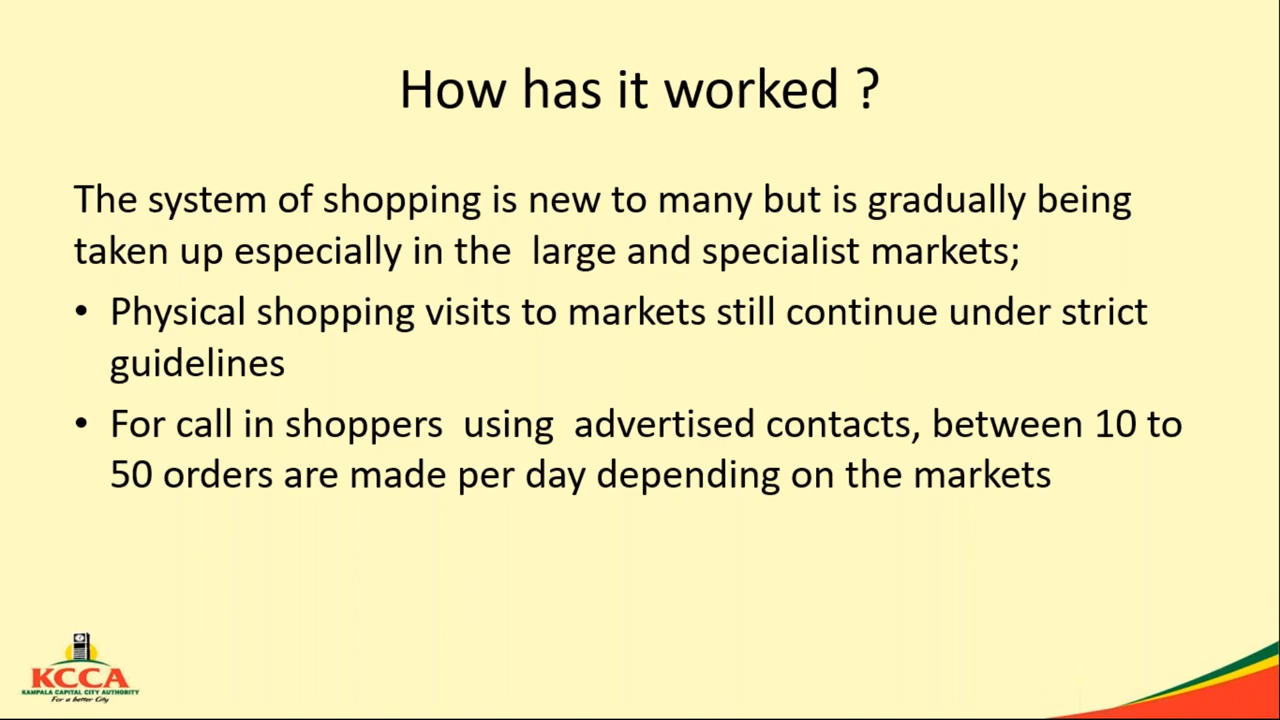 How has it worked ?
The system of shopping is new to many but is gradually being
taken up especially in the  large and specialist markets;
• Physical shopping visits to markets still continue under strict
guidelines
• For call in shoppers  using  advertised contacts, between 10 to
50 orders are made per day depending on the markets
KCCA
KAMPALA CAPITAL CITY AUTHORITY
For a better City